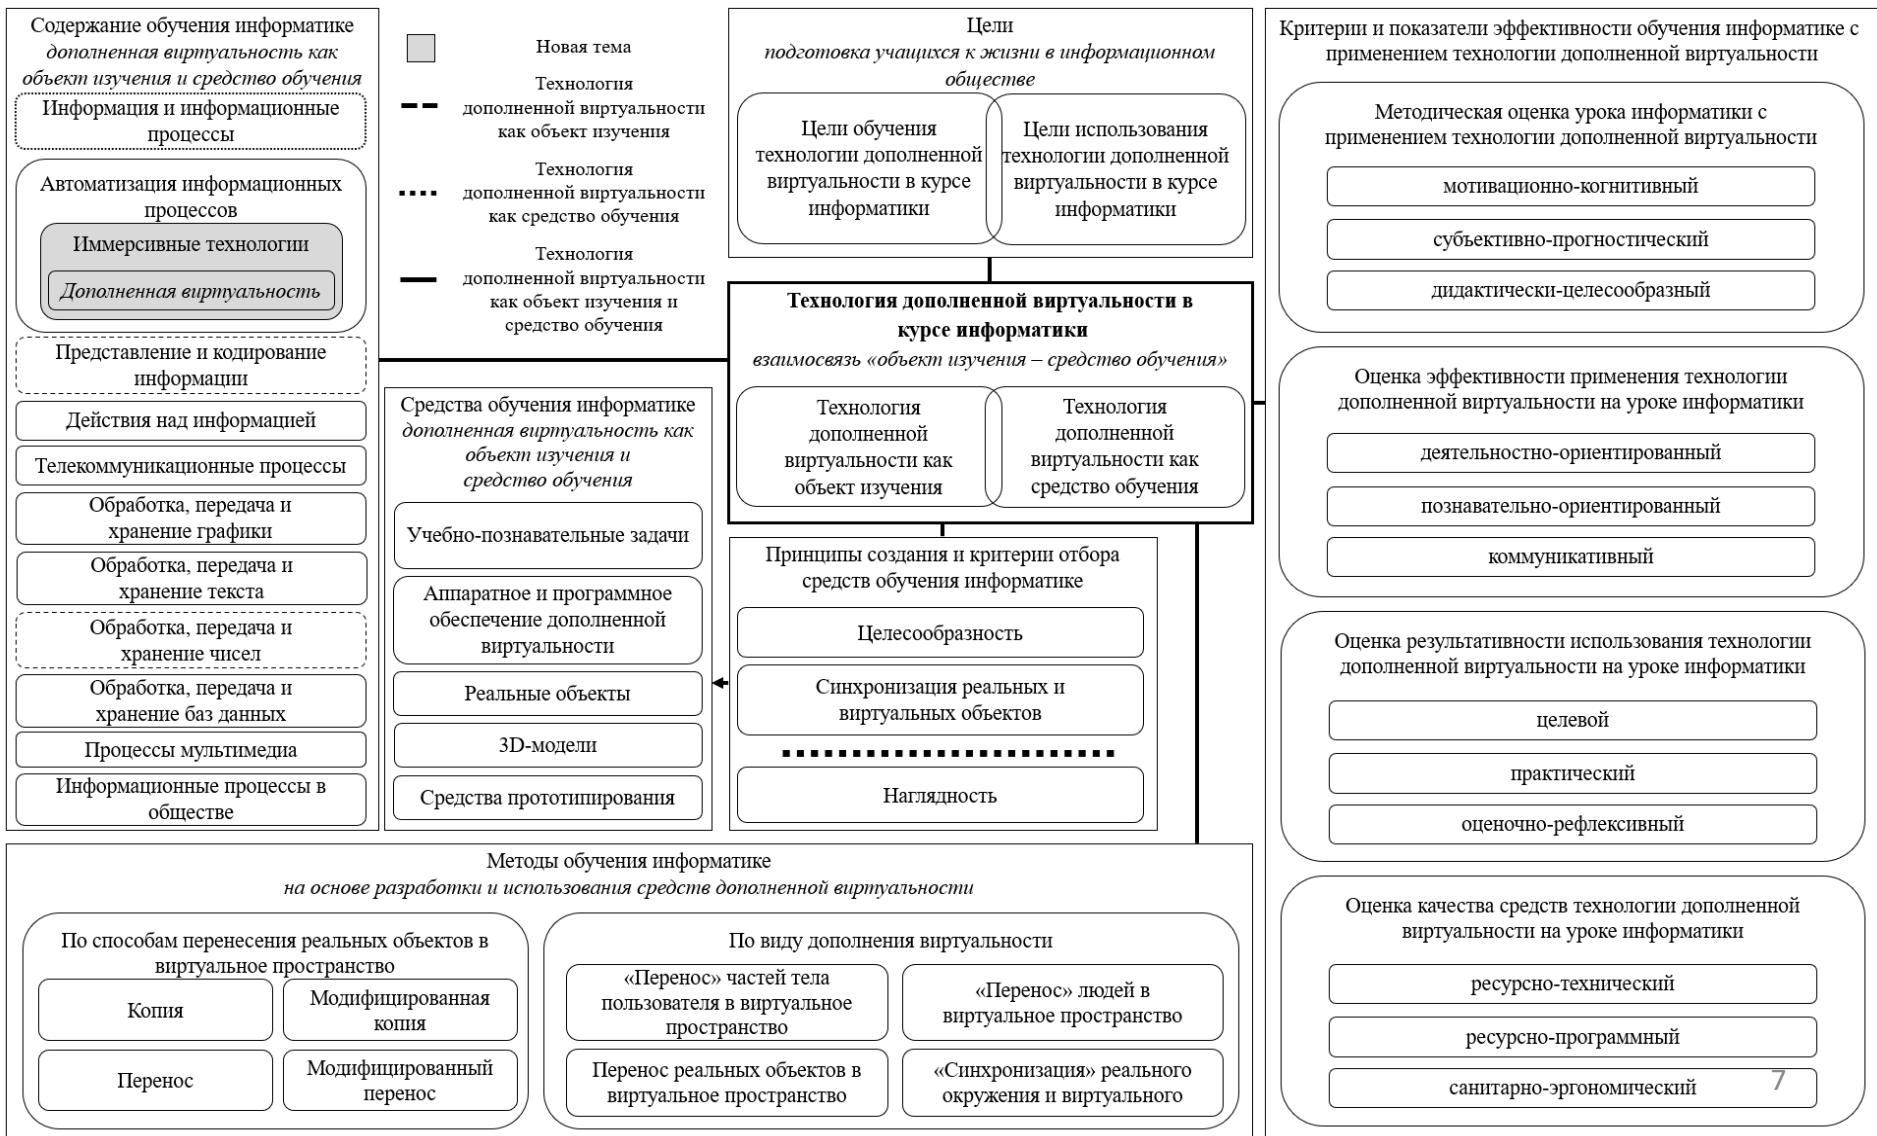 Содержание обучения информатике
дополненная виртуальность как
объект изучения и средство обучения
Информация и информационные
процессы
Автоматизация информационных
процессов
Иммерсивные технологии
Дополненная виртуальность
Представление и кодирование
информации
Действия над информацией
Телекоммуникационные процессы
Обработка, передача и
хранение графики
Обработка, передача и
хранение текста
Обработка, передача и
хранение чисел
Обработка, передача и
хранение баз данных
Процессы мультимедиа
Информационные процессы в
обществе
Новая тема
Технология
дополненной виртуальности
как объект изучения
Технология
дополненной виртуальности
как средство обучения
Технология
дополненной виртуальности
как объект изучения и
средство обучения
Средства обучения информатике
дополненная виртуальность как
объект изучения и
средство обучения
Учебно-познавательные задачи
Аппаратное и программное
обеспечение дополненной
виртуальности
Реальные объекты
3D-модели
Средства прототипирования
Цели
подготовка учащихся к жизни в информационном
обществе
Цели обучения
технологии дополненной
виртуальности в курсе
информатики
Цели использования
технологии дополненной
виртуальности в курсе
информатики
Технология дополненной виртуальности в
курсе информатики
взаимосвязь «объект изучения – средство обучения»
Технология
дополненной
виртуальности как
объект изучения
Технология
дополненной
виртуальности как
средство обучения
Принципы создания и критерии отбора
средств обучения информатике
Целесообразность
Синхронизация реальных и
виртуальных объектов
Наглядность
Методы обучения информатике
на основе разработки и использования средств дополненной виртуальности
По способам перенесения реальных объектов в
виртуальное пространство
Копия
Модифицированная
копия
Перенос
Модифицированный
перенос
По виду дополнения виртуальности
«Перенос» частей тела
пользователя в виртуальное
пространство
«Перенос» людей в
виртуальное пространство
Перенос реальных объектов в
виртуальное пространство
«Синхронизация» реального
окружения и виртуального
Критерии и показатели эффективности обучения информатике с
применением технологии дополненной виртуальности
Методическая оценка урока информатики с
применением технологии дополненной виртуальности
мотивационно-когнитивный
субъективно-прогностический
дидактически-целесообразный
Оценка эффективности применения технологии
дополненной виртуальности на уроке информатики
деятельностно-ориентированный
познавательно-ориентированный
коммуникативный
Оценка результативности использования технологии
дополненной виртуальности на уроке информатики
целевой
практический
оценочно-рефлексивный
Оценка качества средств технологии дополненной
виртуальности на уроке информатики
ресурсно-технический
ресурсно-программный
санитарно-эргономический
7